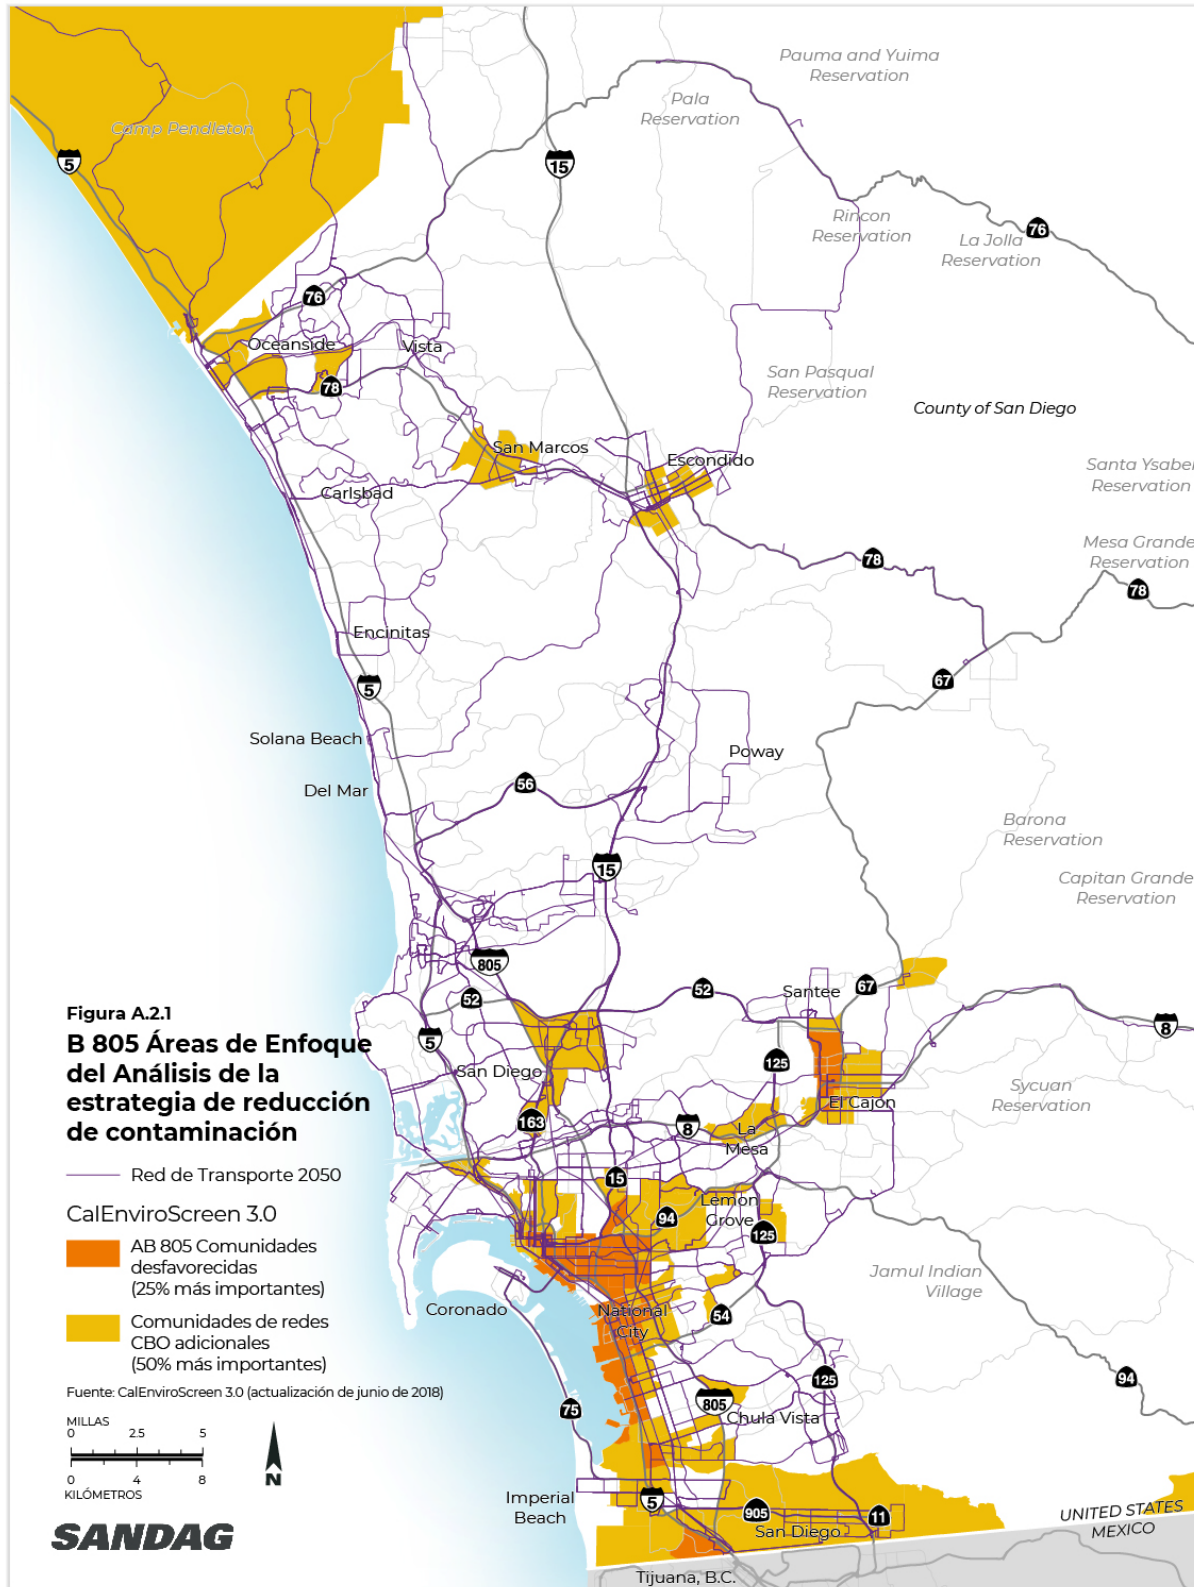 Pauma and Yuima
Reservation
Pala
Reservation
Camp Pendleton
5
15
Rincon
Reservation
La Jolla
Reservation
76
76
Oceanside
Vista
78
San Pasqual
Reservation
County of San Diego
San Marcos
Escondido
Santa Ysabel
Reservation
Carlsbad
Mesa Grande
Reservation
78
78
Encinitas
5
67
Solana Beach
Poway
Del Mar
56
Barona
Reservation
15
Capitan Grande
Reservation
805
52
52
Santee
67
8
5
San Diego
125
Sycuan
Reservation
El Cajon
163
8
La
Mesa
15
94
Lemon
Grove
125
Jamul Indian
Village
Coronado
National
City
54
125
94
75
805
Chula Vista
Imperial
Beach
5
905
San Diego
11
UNITED STATES
MEXICO
Tijuana, B.C.
Figura A.2.1
B 805 Áreas de Enfoque
del Análisis de la
estrategia de reducción
de contaminación
Red de Transporte 2050
CalEnviroScreen 3.0
AB 805 Comunidades
desfavorecidas
(25% más importantes)
Comunidades de redes
CBO adicionales
(50% más importantes)
Fuente: CalEnviroScreen 3.0 (actualización de junio de 2018)
MILLAS
0 2.5 5
0 4 8
KILÓMETROS
N
SANDAG